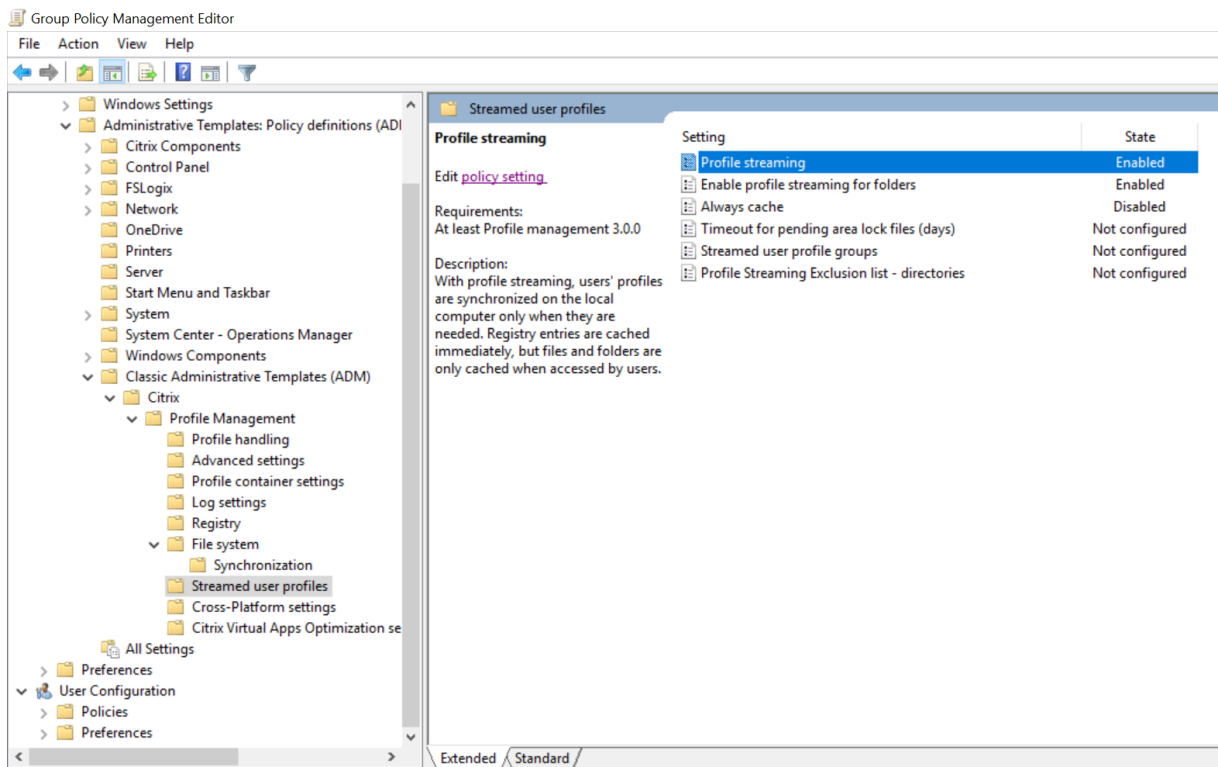 Group Policy Management Editor
File Action View Help
Windows Settings
Administrative Templates: Policy definitions (ADI
Citrix Components
Control Panel
FSLogix
Network
OneDrive
Printers
Server
Start Menu and Taskbar
System
System Center - Operations Manager
Windows Components
Classic Administrative Templates (ADM)
Citrix
Profile Management
Profile handling
Advanced settings
Profile container settings
Log settings
Registry
File system
Synchronization
Streamed user profiles
Cross-Platform settings
Citrix Virtual Apps Optimization se
All Settings
Preferences
User Configuration
Policies
Preferences
Streamed user profiles
Profile streaming
Edit policy setting
Requirements:
At least Profile management 3.0.0
Description:
With profile streaming, users' profiles
are synchronized on the local
computer only when they are
needed. Registry entries are cached
immediately, but files and folders are
only cached when accessed by users.
Setting State
Profile streaming Enabled
Enable profile streaming for folders Enabled
Always cache Disabled
Timeout for pending area lock files (days) Not configured
Streamed user profile groups Not configured
Profile Streaming Exclusion list - directories Not configured
Extended Standard